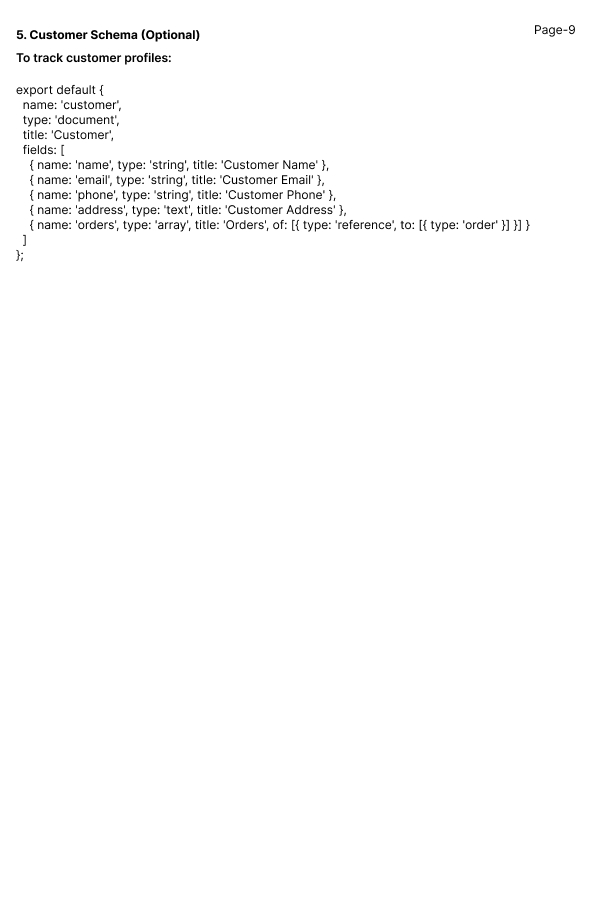 Page-9
5. Customer Schema (Optional)
To track customer profiles:
export default {
  name: 'customer',
  type: 'document',
  title: 'Customer',
  fields: [
    { name: 'name', type: 'string', title: 'Customer Name' },
    { name: 'email', type: 'string', title: 'Customer Email' },
    { name: 'phone', type: 'string', title: 'Customer Phone' },
    { name: 'address', type: 'text', title: 'Customer Address' },
    { name: 'orders', type: 'array', title: 'Orders', of: [{ type: 'reference', to: [{ type: 'order' }] }] }
  ]
};